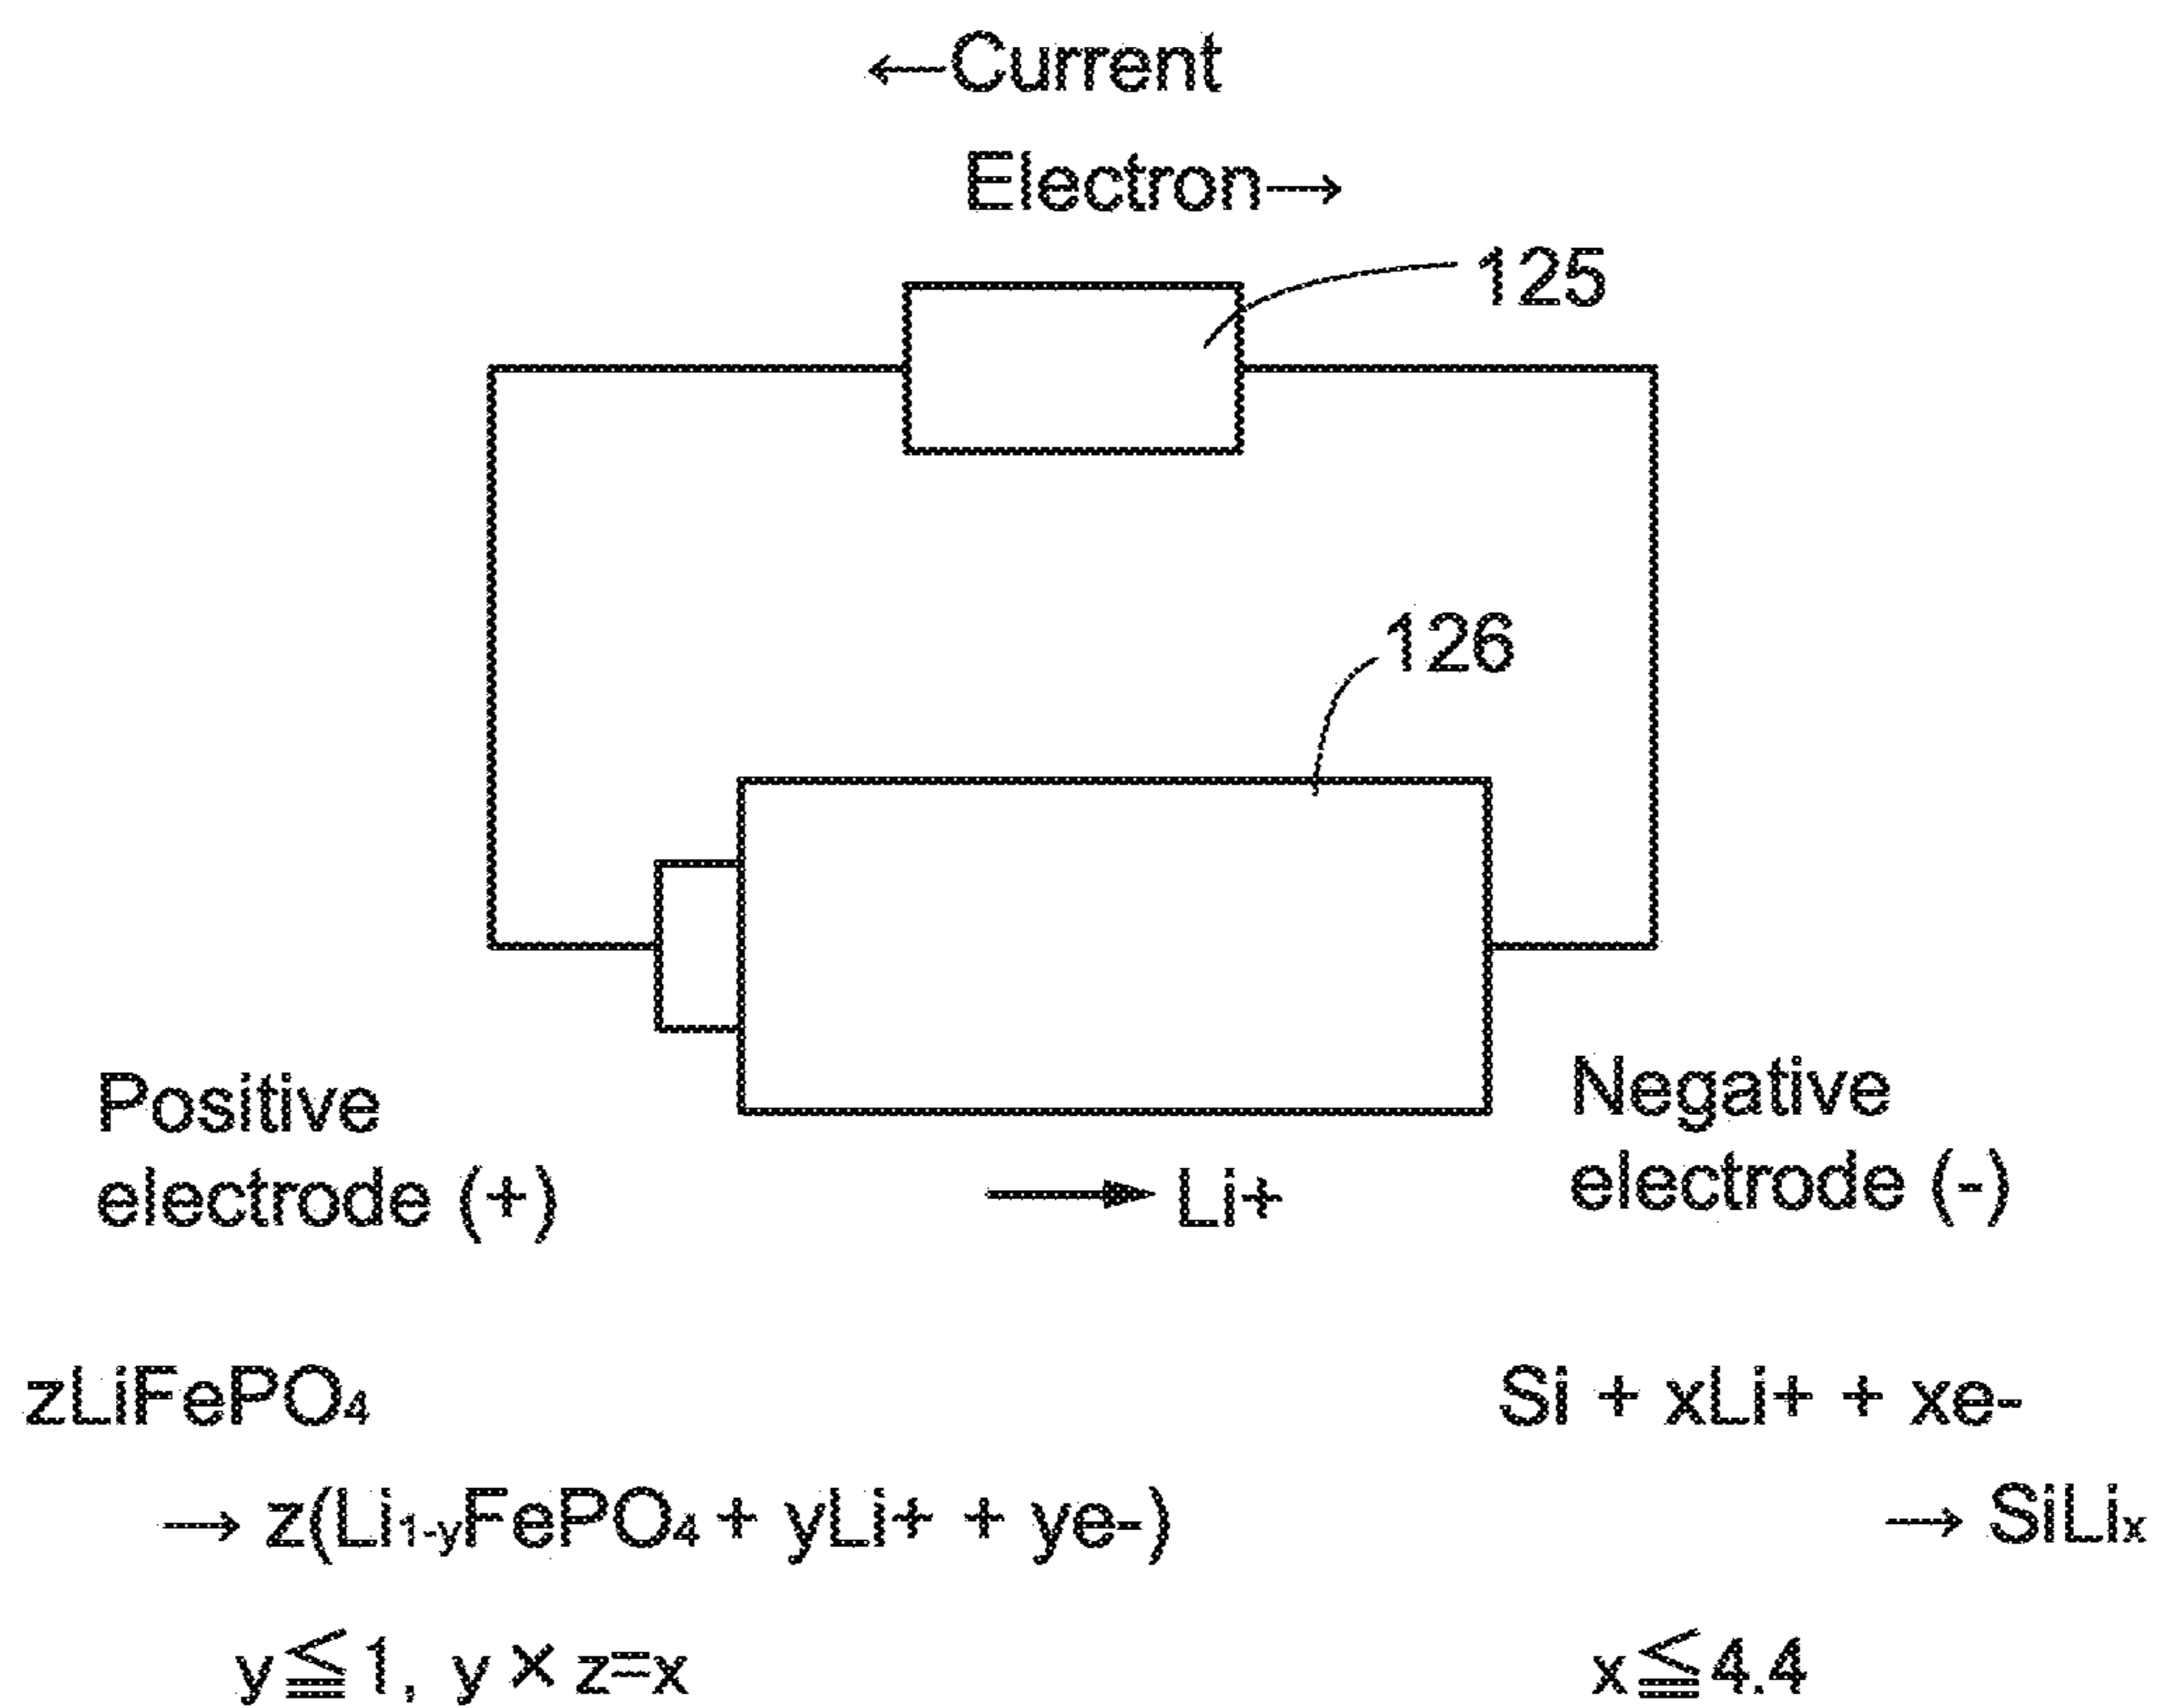 ←Current
Electron→
125
126
Positive
electrode (+)
Negative
electrode (-)
→ Li+
zLiFePO₄
→ z(Li₁₋yFePO₄ + yLi+ + ye-)
y≦1, y × z=x
Si + xLi+ + xe-
→ SiLiₓ
x≦4.4